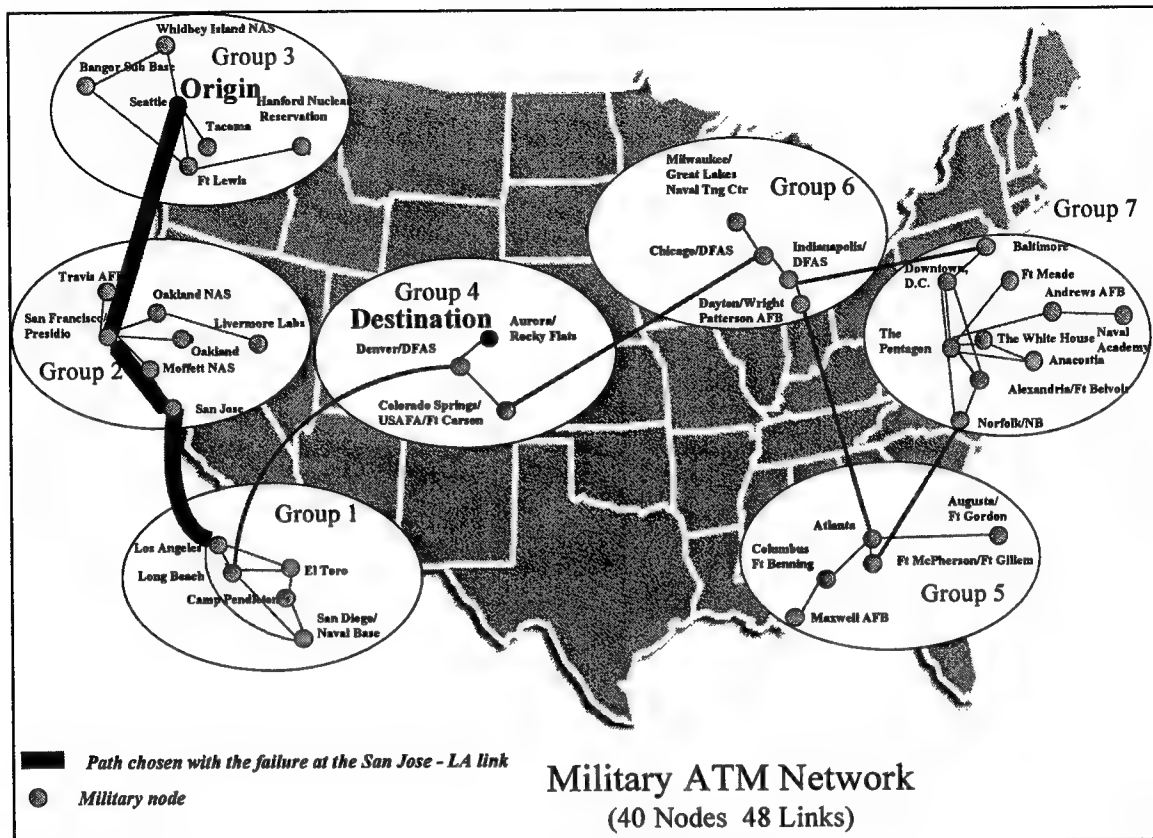 Whidbey Island NAS
Group 3
Bangor Sub Base
Origin
Seattle
Hanford Nuclear
Reservation
Tacoma
Ft Lewis
Milwaukee/
Great Lakes
Naval Tng Ctr
Group 6
Chicago/DFAS
Indianapolis/
DFAS
Dayton/Wright
Patterson AFB
Group 7
Baltimore
Downtown,
D.C.
Ft Meade
Andrews AFB
The
Pentagon
The White House
Naval
Academy
Anacostia
Alexandria/Ft Belvoir
Norfolk/NB
Travis AFB
Oakland NAS
San Francisco/
Presidio
Livermore Labs
Oakland
Group 2
Moffett NAS
San Jose
Group 4
Destination
Aurora/
Rocky Flats
Denver/DFAS
Colorado Springs/
USAFA/Ft Carson
Group 1
Los Angeles
Long Beach
El Toro
Camp Pendleton
San Diego/
Naval Base
Augusta/
Ft Gordon
Atlanta
Columbus
Ft Benning
Ft McPherson/Ft Gillem
Group 5
Maxwell AFB
Path chosen with the failure at the San Jose - LA link
Military node
Military ATM Network
(40 Nodes 48 Links)